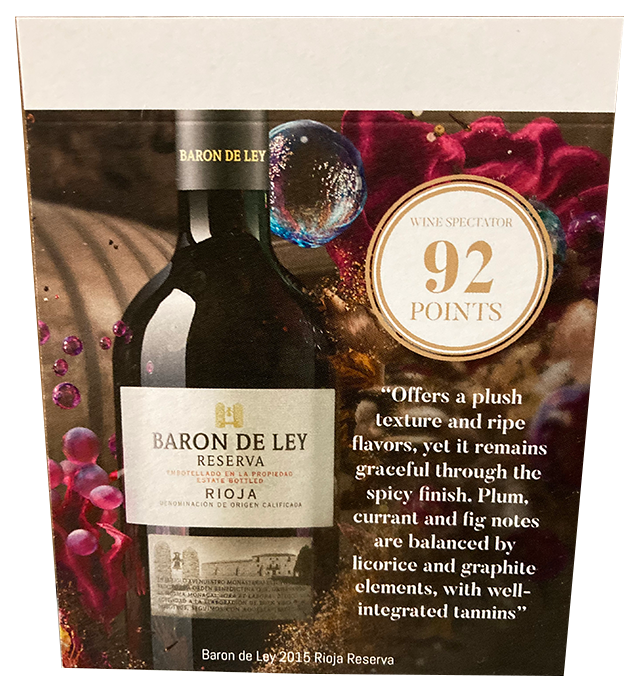 BARON DE LEY
WINE SPECTATOR
92
POINTS
“Offers a plush
texture and ripe
flavors, yet it remains
graceful through the
spicy finish. Plum,
currant and fig notes
are balanced by
licorice and graphite
elements, with well-
integrated tannins”
BARON DE LEY
RESERVA
EMBOTELLADO EN LA PROPIEDAD
ESTATE BOTTLED
RIOJA
DENOMINACIÓN DE ORIGEN CALIFICADA
Baron de Ley 2015 Rioja Reserva